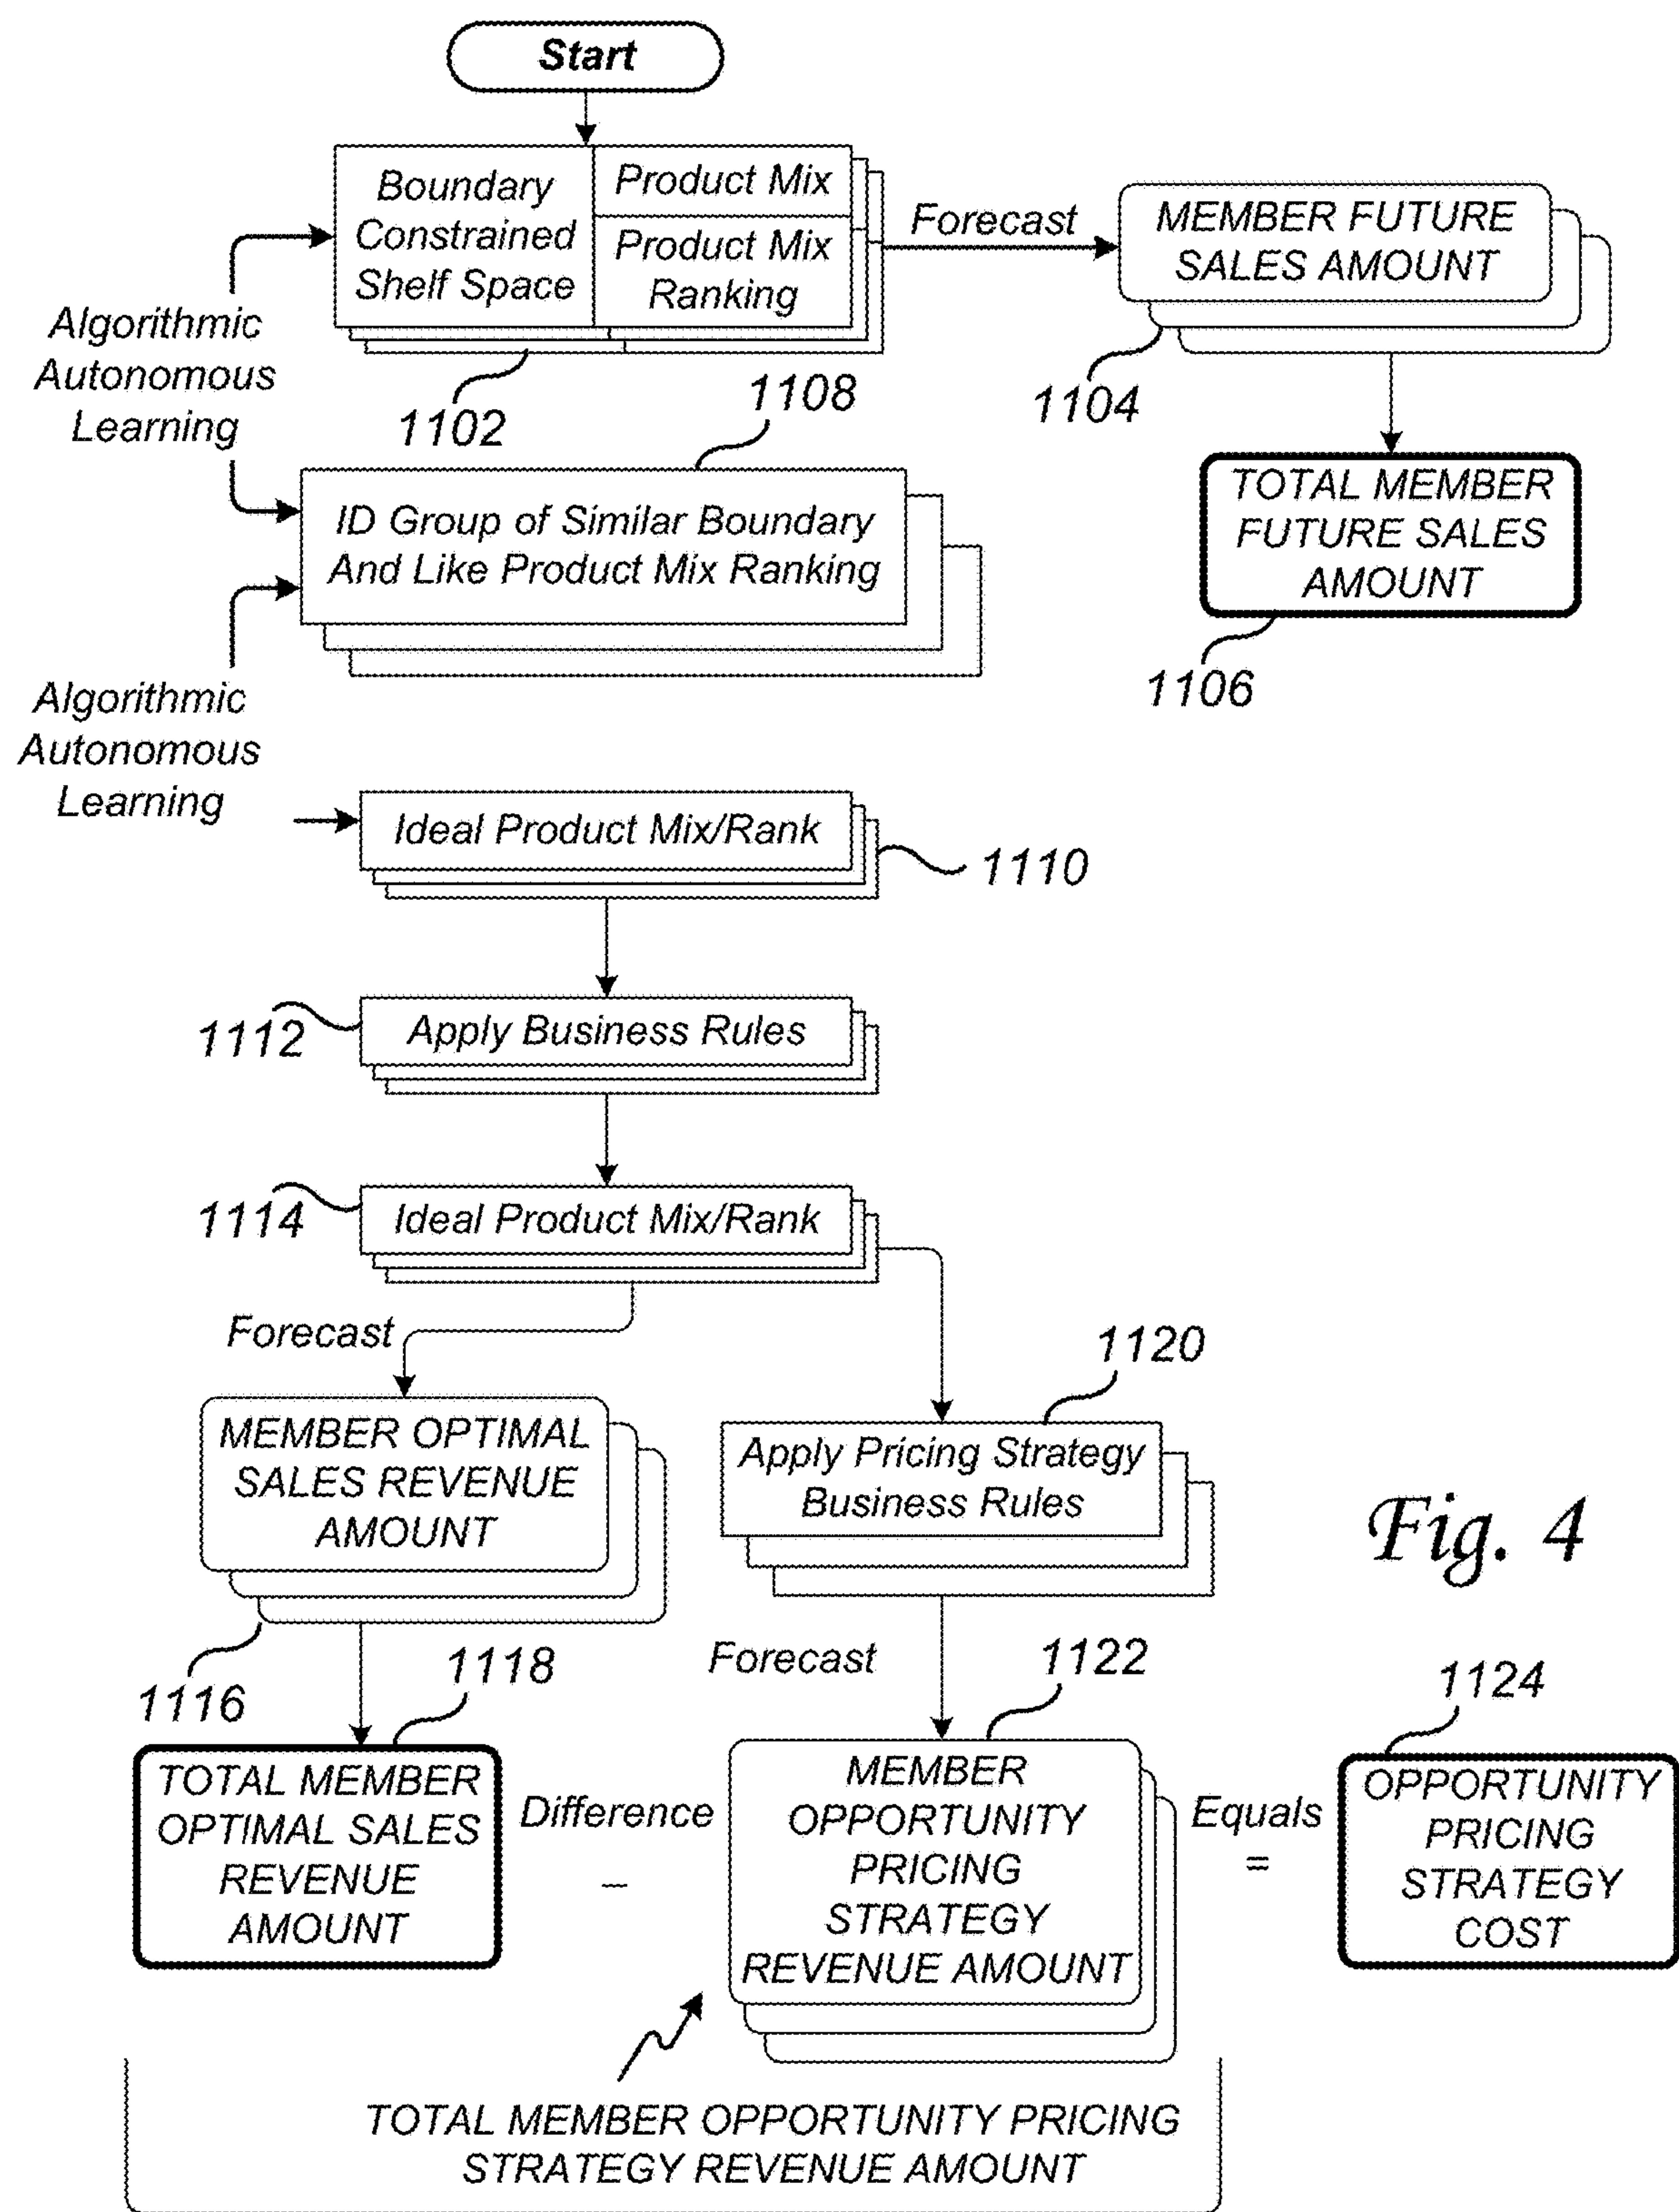 Start
Boundary
Constrained
Shelf Space
Product Mix
Product Mix
Ranking
Forecast
MEMBER FUTURE
SALES AMOUNT
Algorithmic
Autonomous
Learning
1102
1108
1104
ID Group of Similar Boundary
And Like Product Mix Ranking
TOTAL MEMBER
FUTURE SALES
AMOUNT
1106
Algorithmic
Autonomous
Learning
Ideal Product Mix/Rank
1110
1112
Apply Business Rules
1114
Ideal Product Mix/Rank
Forecast
1120
MEMBER OPTIMAL
SALES REVENUE
AMOUNT
Apply Pricing Strategy
Business Rules
Fig. 4
1116
1118
Forecast
1122
1124
TOTAL MEMBER
OPTIMAL SALES
REVENUE
AMOUNT
Difference
–
MEMBER
OPPORTUNITY
PRICING
STRATEGY
REVENUE AMOUNT
Equals
=
OPPORTUNITY
PRICING
STRATEGY
COST
TOTAL MEMBER OPPORTUNITY PRICING
STRATEGY REVENUE AMOUNT